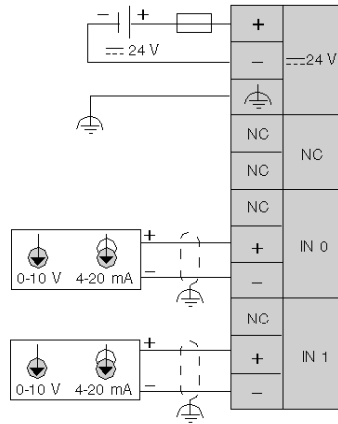 − +
⎓ 24 V
+
−
⎓24 V
NC
NC
NC
NC
+
−
IN 0
+
−
0-10 V 4-20 mA
NC
+
−
IN 1
+
−
0-10 V 4-20 mA